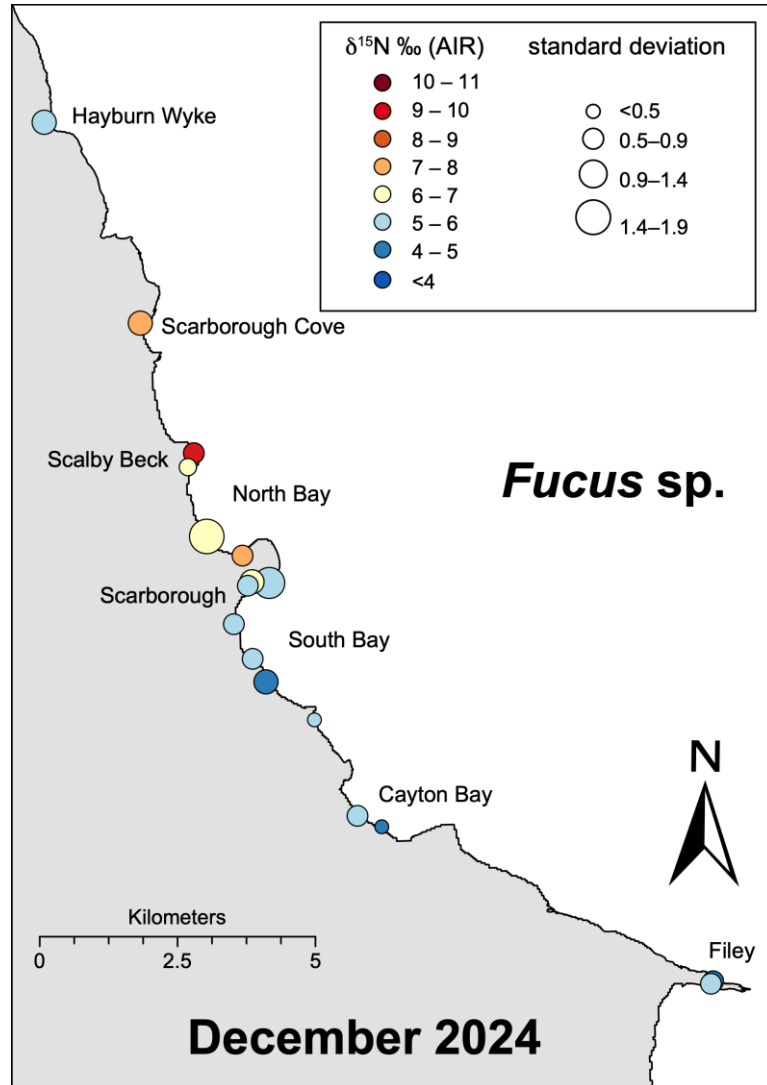 δ¹⁵N ‰ (AIR)
standard deviation
10 – 11
9 – 10
8 – 9
7 – 8
6 – 7
5 – 6
4 – 5
<4
<0.5
0.5–0.9
0.9–1.4
1.4–1.9
Hayburn Wyke
Scarborough Cove
Scalby Beck
North Bay
Fucus sp.
Scarborough
South Bay
Cayton Bay
N
Kilometers
0 2.5 5
Filey
December 2024